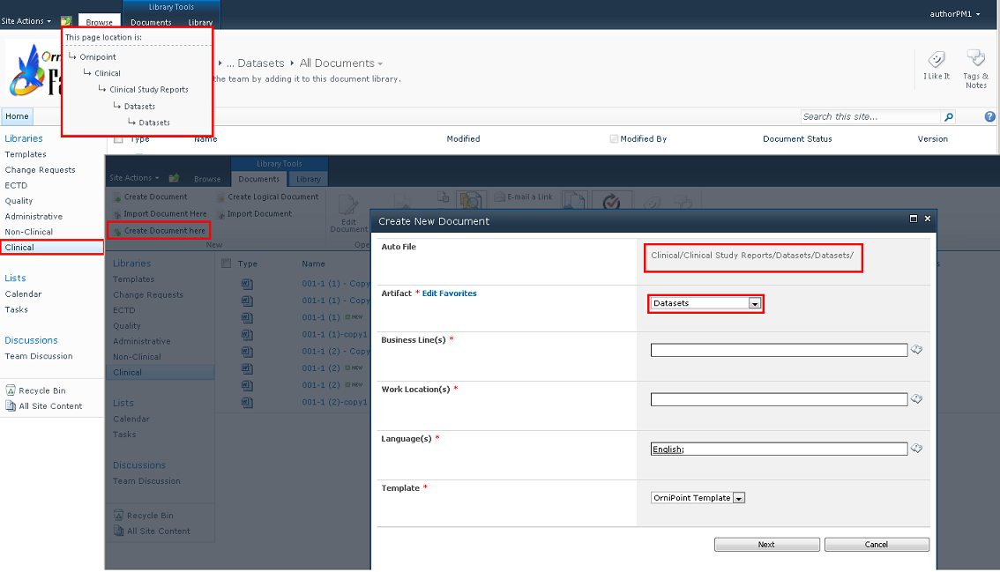 Library Tools
Site Actions
Browse
Documents
Library
authorPM1
This page location is:
Ornipoint
Clinical
Clinical Study Reports
Datasets
Datasets
... Datasets
All Documents
the team by adding it to this document library.
I Like It
Tags &
Notes
Home
Search this site...
Libraries
Templates
Change Requests
ECTD
Quality
Administrative
Non-Clinical
Clinical
Lists
Calendar
Tasks
Discussions
Team Discussion
Recycle Bin
All Site Content
Type
Name
Modified
Modified By
Document Status
Version
Library Tools
Site Actions
Browse
Documents
Library
Create Document
Import Document Here
Create Document here
Create Logical Document
Import Document
New
Edit
Document
E-mail a Link
Libraries
Templates
Change Requests
ECTD
Quality
Administrative
Non-Clinical
Clinical
Lists
Calendar
Tasks
Discussions
Team Discussion
Recycle Bin
All Site Content
Type
Name
001-1 (1) - Copy
001-1 (2) - Copy
001-1 (1) NEW
001-1 (1)-copy1
001-1 (2) - Copy
001-1 (2) NEW
001-1 (2) NEW
001-1 (2)-copy1
Create New Document
Auto File
Clinical/Clinical Study Reports/Datasets/Datasets/
Artifact * Edit Favorites
Datasets
Business Line(s) *
Work Location(s) *
Language(s) *
English;
Template *
OrniPoint Template
Next
Cancel